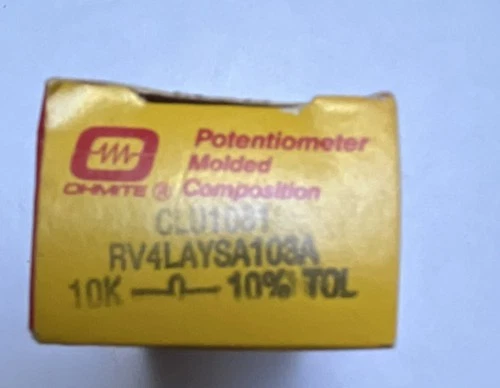 Potentiometer
Molded
OHMITE ® Composition
CLU1031
RV4LAYSA103A
10K 10% TOL